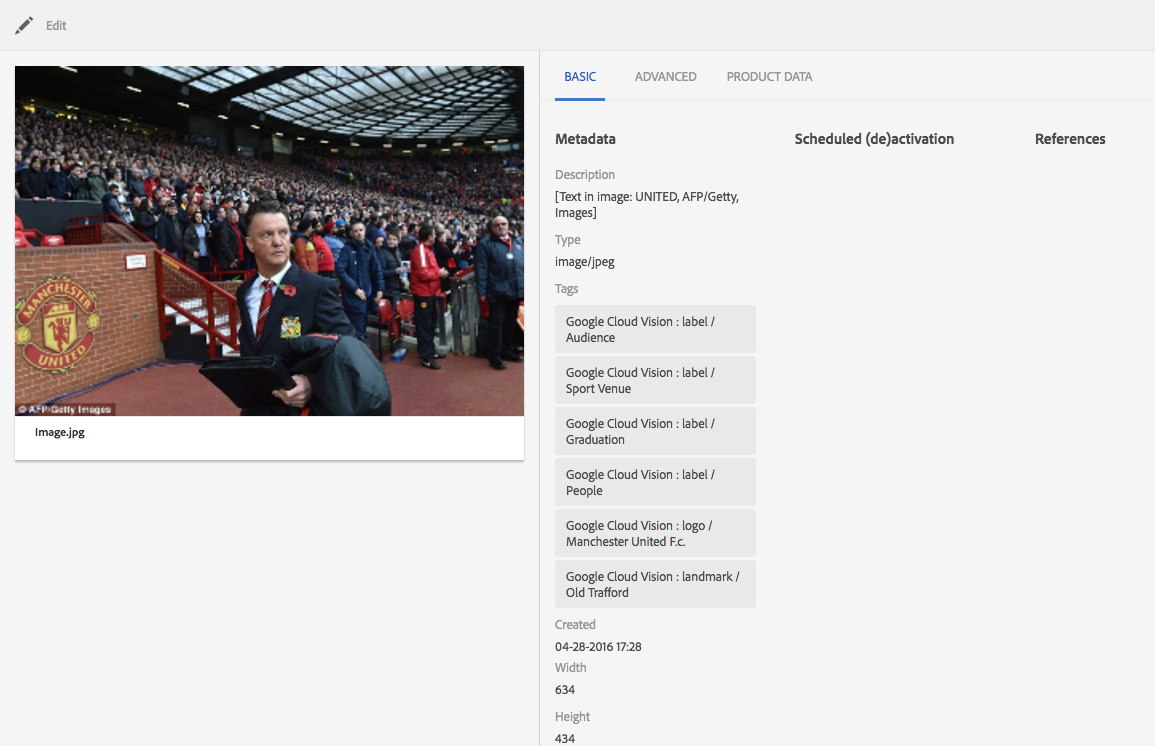 Edit
MANCHESTER
UNITED
© AFP/Getty Images
Image.jpg
BASIC
ADVANCED
PRODUCT DATA
Metadata
Description
[Text in image: UNITED, AFP/Getty,
Images]
Type
image/jpeg
Tags
Google Cloud Vision : label /
Audience
Google Cloud Vision : label /
Sport Venue
Google Cloud Vision : label /
Graduation
Google Cloud Vision : label /
People
Google Cloud Vision : logo /
Manchester United F.c.
Google Cloud Vision : landmark /
Old Trafford
Created
04-28-2016 17:28
Width
634
Height
434
Scheduled (de)activation
References